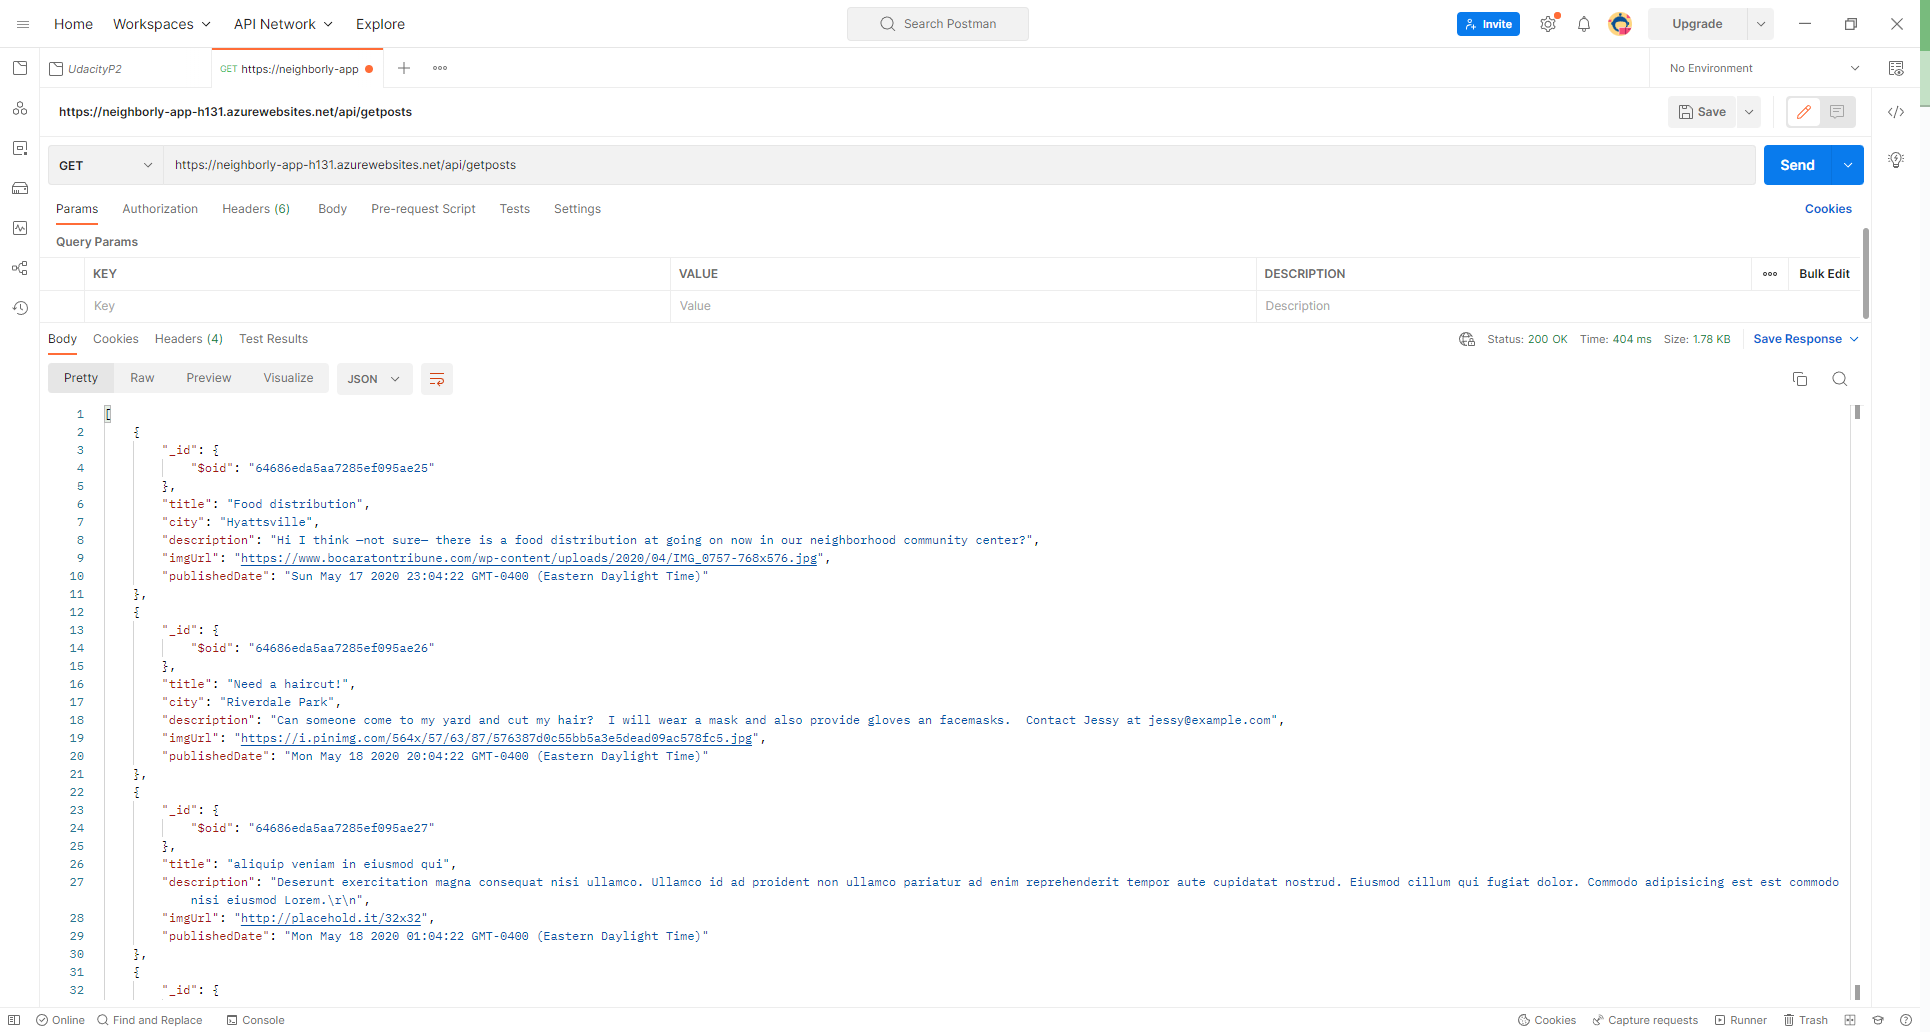 Home Workspaces API Network Explore Search Postman Invite Upgrade
UdacityP2 GET https://neighborly-app No Environment
https://neighborly-app-h131.azurewebsites.net/api/getposts Save
GET https://neighborly-app-h131.azurewebsites.net/api/getposts Send
Params Authorization Headers (6) Body Pre-request Script Tests Settings Cookies
Query Params
KEY VALUE DESCRIPTION Bulk Edit
Key Value Description
Body Cookies Headers (4) Test Results Status: 200 OK Time: 404 ms Size: 1.78 KB Save Response
Pretty Raw Preview Visualize JSON
1 [
2 {
3 "_id": {
4 "$oid": "64686eda5aa7285ef095ae25"
5 },
6 "title": "Food distribution",
7 "city": "Hyattsville",
8 "description": "Hi I think —not sure— there is a food distribution at going on now in our neighborhood community center?",
9 "imgUrl": "https://www.bocaratontribune.com/wp-content/uploads/2020/04/IMG_0757-768x576.jpg",
10 "publishedDate": "Sun May 17 2020 23:04:22 GMT-0400 (Eastern Daylight Time)"
11 },
12 {
13 "_id": {
14 "$oid": "64686eda5aa7285ef095ae26"
15 },
16 "title": "Need a haircut!",
17 "city": "Riverdale Park",
18 "description": "Can someone come to my yard and cut my hair?  I will wear a mask and also provide gloves an facemasks.  Contact Jessy at jessy@example.com",
19 "imgUrl": "https://i.pinimg.com/564x/57/63/87/576387d0c55bb5a3e5dead09ac578fc5.jpg",
20 "publishedDate": "Mon May 18 2020 20:04:22 GMT-0400 (Eastern Daylight Time)"
21 },
22 {
23 "_id": {
24 "$oid": "64686eda5aa7285ef095ae27"
25 },
26 "title": "aliquip veniam in eiusmod qui",
27 "description": "Deserunt exercitation magna consequat nisi ullamco. Ullamco id ad proident non ullamco pariatur ad enim reprehenderit tempor aute cupidatat nostrud. Eiusmod cillum qui fugiat dolor. Commodo adipisicing est est commodo
nisi eiusmod Lorem.\r\n",
28 "imgUrl": "http://placehold.it/32x32",
29 "publishedDate": "Mon May 18 2020 01:04:22 GMT-0400 (Eastern Daylight Time)"
30 },
31 {
32 "_id": {
Online Find and Replace Console Cookies Capture requests Runner Trash